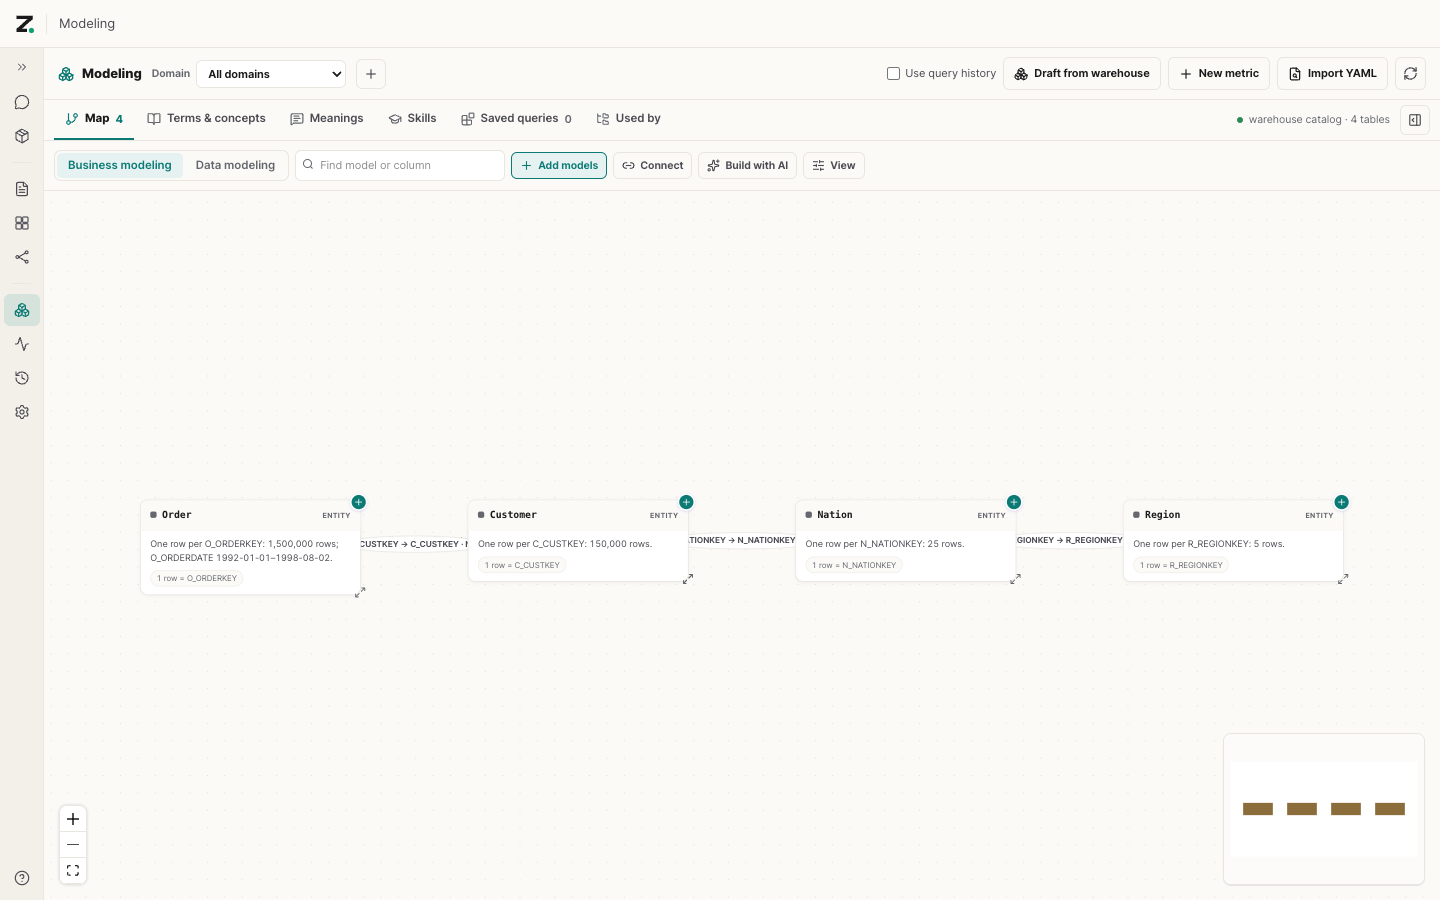 Z.
Modeling
Modeling
Domain
All domains
Use query history
Draft from warehouse
New metric
Import YAML
Map 4
Terms & concepts
Meanings
Skills
Saved queries 0
Used by
warehouse catalog · 4 tables
Business modeling
Data modeling
Find model or column
Add models
Connect
Build with AI
View
Order
ENTITY
One row per O_ORDERKEY: 1,500,000 rows;
O_ORDERDATE 1992-01-01–1998-08-02.
1 row = O_ORDERKEY
CUSTKEY → C_CUSTKEY ·
Customer
ENTITY
One row per C_CUSTKEY: 150,000 rows.
1 row = C_CUSTKEY
ATIONKEY → N_NATIONKEY
Nation
ENTITY
One row per N_NATIONKEY: 25 rows.
1 row = N_NATIONKEY
GIONKEY → R_REGIONKEY
Region
ENTITY
One row per R_REGIONKEY: 5 rows.
1 row = R_REGIONKEY